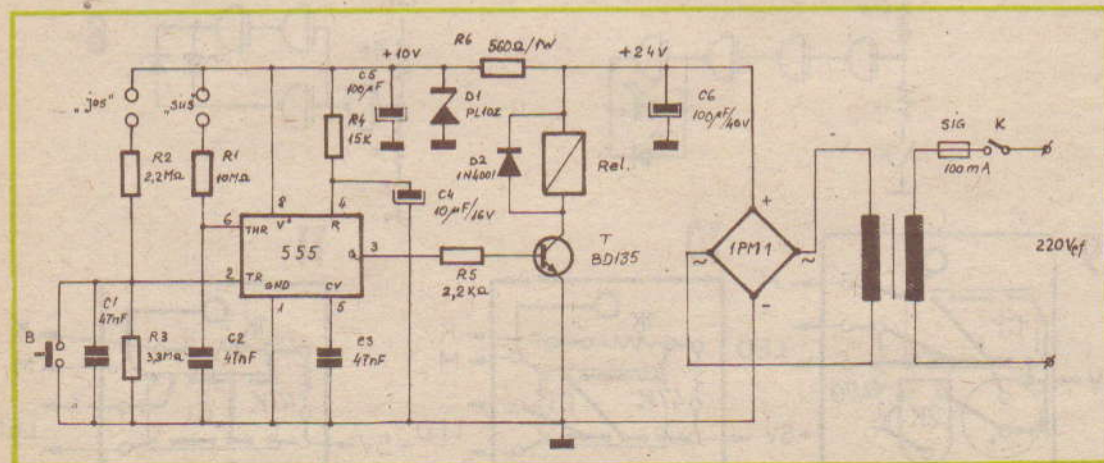 +10V
R6
560Ω/1W
+24V
C5
100µF
D1
PL10Z
C6
100µF/40V
"jos"
"sus"
R4
15K
SIG
K
100mA
R2
2,2MΩ
R1
10MΩ
D2
1N4001
Rel.
C4
10µF/16V
8
4
6
THR
V+
R
+
555
3
Q
T
BD135
1PM1
~
~
220Vef
2
TR
GND
CV
R5
2,2KΩ
1
5
-
C1
47nF
B
R3
3,3MΩ
C2
47nF
C3
47nF